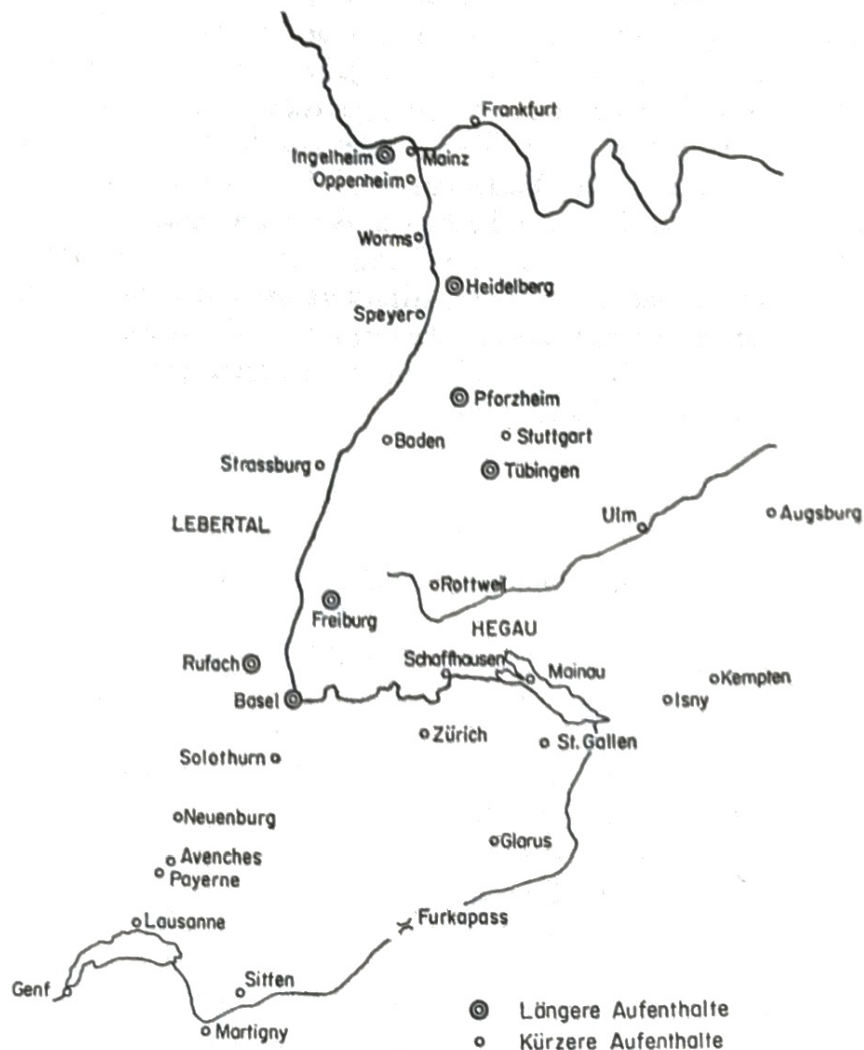 Frankfurt
Ingelheim
Mainz
Oppenheim
Worms
Heidelberg
Speyer
Pforzheim
Baden
Stuttgart
Strassburg
Tübingen
LEBERTAL
Ulm
Augsburg
Rottweil
Freiburg
HEGAU
Schaffhausen
Rufach
Mainau
Kempten
Basel
Isny
Zürich
St. Gallen
Solothurn
Neuenburg
Glarus
Avenches
Payerne
Lausanne
Furkapass
Sitten
Genf
Martigny
Längere Aufenthalte
Kürzere Aufenthalte